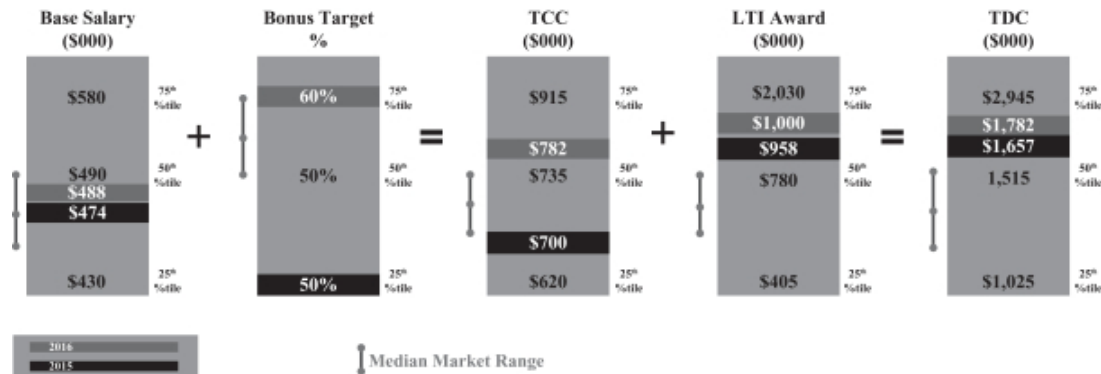 Base Salary
($000)
Bonus Target
%
TCC
($000)
LTI Award
($000)
TDC
($000)
$580
75th
%tile
60%
75th
%tile
$915
75th
%tile
$2,030
75th
%tile
$2,945
75th
%tile
+
=
+
=
$1,000
$1,782
$782
$958
$1,657
$490
50th
%tile
50%
50th
%tile
$735
50th
%tile
$780
50th
%tile
1,515
50th
%tile
$488
$474
$700
$430
25th
%tile
50%
25th
%tile
$620
25th
%tile
$405
25th
%tile
$1,025
25th
%tile
2016
2015
Median Market Range